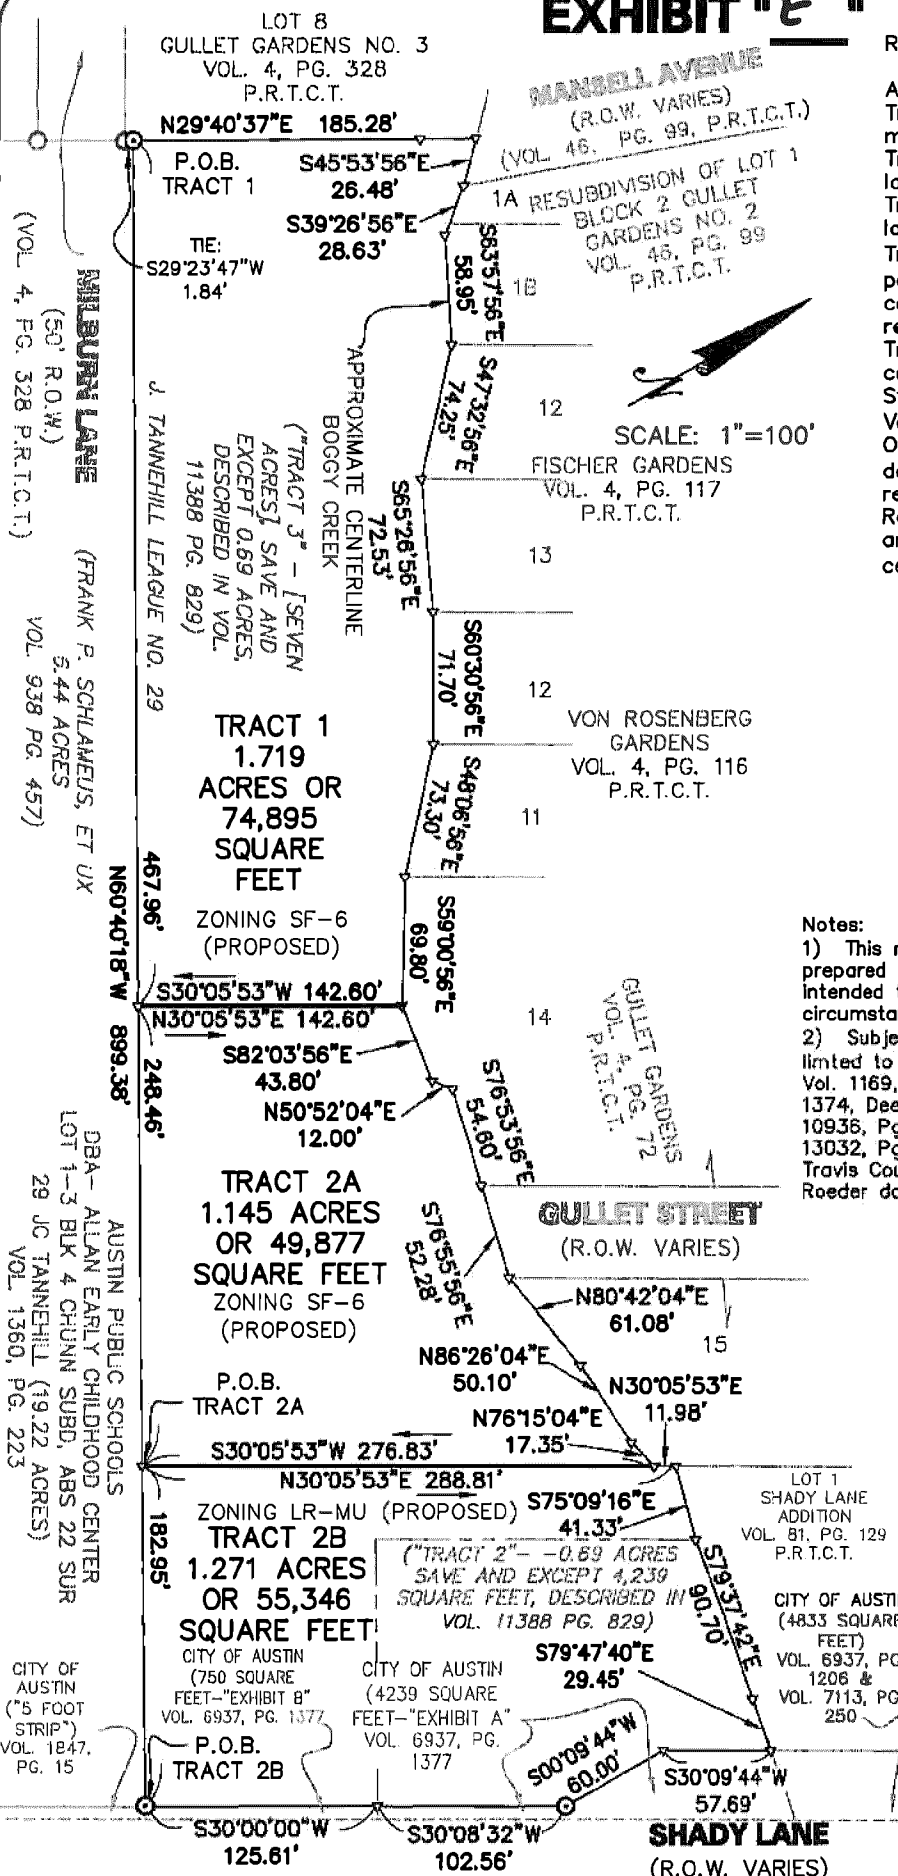 EXHIBIT "E"
LOT 8
GULLET GARDENS NO. 3
VOL. 4, PG. 328
P.R.T.C.T.
MANSELL AVENUE
(R.O.W. VARIES)
(VOL. 46, PG. 99, P.R.T.C.T.)
N29°40'37"E 185.28'
P.O.B.
TRACT 1
S45°53'56"E
26.48'
S39°26'56"E
28.63'
1A
RESUBDIVISION OF LOT 1
BLOCK 2 GULLET
GARDENS NO. 2
VOL. 46, PG. 99
P.R.T.C.T.
TIE:
S29°23'47"W
1.84'
S63°57'56"E
58.95'
1B
MILBURN LANE
(50' R.O.W.)
(VOL. 4, PG. 328 P.R.T.C.T.)
J. TANNEHILL LEAGUE NO. 29
APPROXIMATE CENTERLINE
BOGGY CREEK
("TRACT 3" - [SEVEN
ACRES], SAVE AND
EXCEPT 0.69 ACRES,
DESCRIBED IN VOL.
11388 PG. 829)
S47°32'56"E
74.25'
12
SCALE: 1"=100'
FISCHER GARDENS
VOL. 4, PG. 117
P.R.T.C.T.
S65°26'56"E
72.53'
13
(FRANK P. SCHLAMEUS, ET UX
5.44 ACRES
VOL 938 PG. 457)
S60°30'56"E
71.70'
12
VON ROSENBERG
GARDENS
VOL. 4, PG. 116
P.R.T.C.T.
TRACT 1
1.719
ACRES OR
74,895
SQUARE
FEET
ZONING SF-6
(PROPOSED)
S48°06'56"E
73.30'
11
467.96'
N60°40'18"W 899.38'
S59°00'56"E
69.80'
S30°05'53"W 142.60'
N30°05'53"E 142.60'
14
GULLET GARDENS
VOL. 4, PG. 72
P.R.T.C.T.
Notes:
1) This
prepared
intended
2)
limted to
Vol. 1169,
1374,
10936,
13032,
Travis
Roeder
248.46'
S82°03'56"E
43.80'
N50°52'04"E
12.00'
S76°53'56"E
54.60'
TRACT 2A
1.145 ACRES
OR 49,877
SQUARE FEET
ZONING SF-6
(PROPOSED)
GULLET STREET
(R.O.W. VARIES)
S76°55'56"E
52.28'
N80°42'04"E
61.08'
15
AUSTIN PUBLIC SCHOOLS
DBA- ALLAN EARLY CHILDHOOD CENTER
LOT 1-3 BLK 4 CHUNN SUBD, ABS 22 SUR
29 JC TANNEHILL (19.22 ACRES)
VOL. 1360, PG. 223
N86°26'04"E
50.10'
N30°05'53"E
11.98'
P.O.B.
TRACT 2A
N76°15'04"E
17.35'
S30°05'53"W 276.83'
N30°05'53"E 288.81'
S75°09'16"E
41.33'
LOT 1
SHADY LANE
ADDITION
VOL. 81, PG. 129
P.R.T.C.T.
182.95'
ZONING LR-MU (PROPOSED)
TRACT 2B
1.271 ACRES
OR 55,346
SQUARE FEET
("TRACT 2"- -0.69 ACRES
SAVE AND EXCEPT 4,239
SQUARE FEET, DESCRIBED IN
VOL. 11388 PG. 829)
S79°37'42"E
90.70'
(4833 SQUARE
FEET)
VOL. 6937,
1206 &
VOL. 7113,
250
S79°47'40"E
29.45'
CITY OF
AUSTIN
("5 FOOT
STRIP")
VOL. 1847,
PG. 15
CITY OF AUSTIN
(750 SQUARE
FEET-"EXHIBIT B"
VOL. 6937, PG. 1377
CITY OF AUSTIN
(4239 SQUARE
FEET-"EXHIBIT A"
VOL. 6937, PG.
1377
P.O.B.
TRACT 2B
S00°09'44"W
60.00'
S30°09'44"W
57.69'
S30°00'00"W
125.61'
S30°08'32"W
102.56'
SHADY LANE
(R.O.W. VARIES)